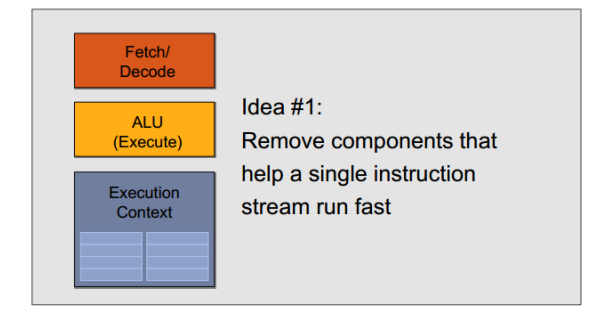 Fetch/
Decode
ALU
(Execute)
Execution
Context
Idea #1:
Remove components that
help a single instruction
stream run fast